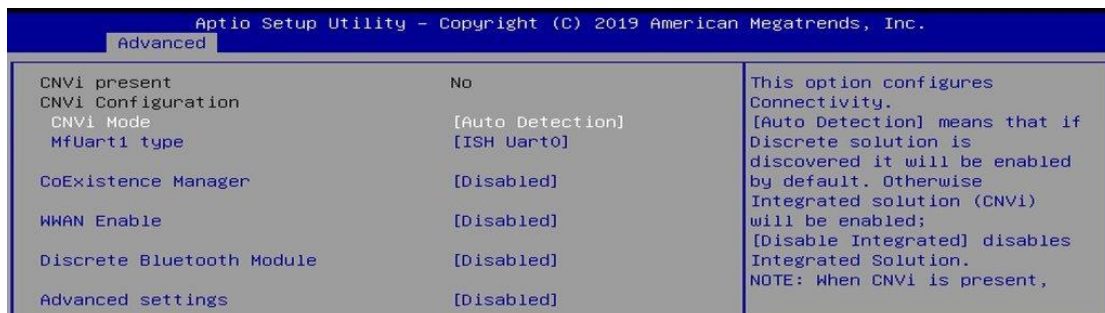 Aptio Setup Utility – Copyright (C) 2019 American Megatrends, Inc.
Advanced
CNVi present No
CNVi Configuration
CNVi Mode [Auto Detection]
MfUart1 type [ISH Uart0]
CoExistence Manager [Disabled]
WWAN Enable [Disabled]
Discrete Bluetooth Module [Disabled]
Advanced settings [Disabled]
This option configures
Connectivity.
[Auto Detection] means that if
Discrete solution is
discovered it will be enabled
by default. Otherwise
Integrated solution (CNVi)
will be enabled;
[Disable Integrated] disables
Integrated Solution.
NOTE: When CNVi is present,